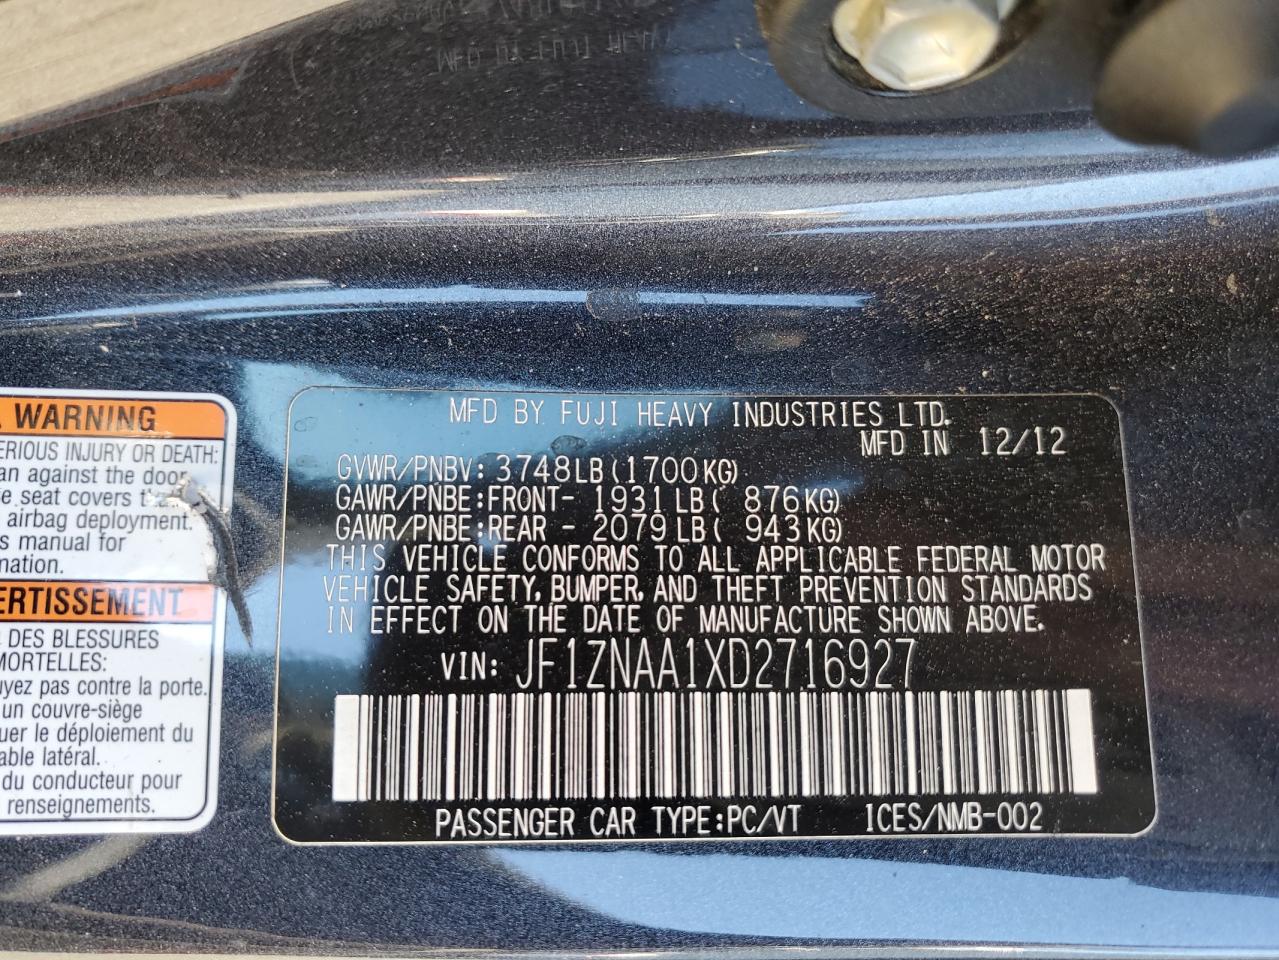 WARNING
ERIOUS INJURY OR DEATH:
an against the door
e seat covers t
airbag deployment.
s manual for
nation.
ERTISSEMENT
DES BLESSURES
MORTELLES:
uyez pas contre la porte.
un couvre-siège
uer le déploiement du
able latéral.
du conducteur pour
renseignements.
MFD BY FUJI HEAVY INDUSTRIES LTD.
MFD IN 12/12
GVWR/PNBV: 3748LB(1700KG)
GAWR/PNBE:FRONT- 1931LB( 876KG)
GAWR/PNBE:REAR - 2079LB( 943KG)
THIS VEHICLE CONFORMS TO ALL APPLICABLE FEDERAL MOTOR
VEHICLE SAFETY, BUMPER, AND THEFT PREVENTION STANDARDS
IN EFFECT ON THE DATE OF MANUFACTURE SHOWN ABOVE.
VIN: JF1ZNAA1XD2716927
PASSENGER CAR TYPE:PC/VT ICES/NMB-002